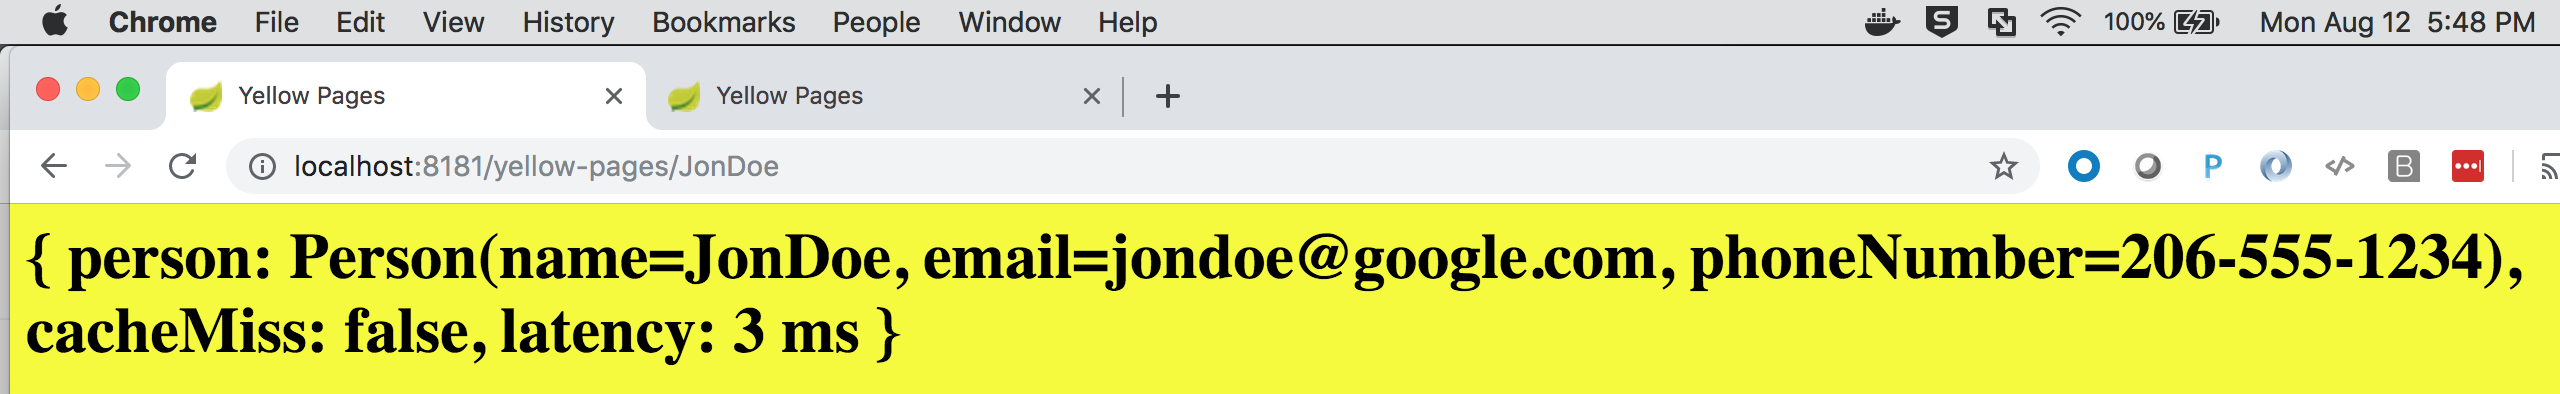 Chrome File Edit View History Bookmarks People Window Help 100% Mon Aug 12 5:48 PM
Yellow Pages Yellow Pages
localhost:8181/yellow-pages/JonDoe
{ person: Person(name=JonDoe, email=jondoe@google.com, phoneNumber=206-555-1234),
cacheMiss: false, latency: 3 ms }